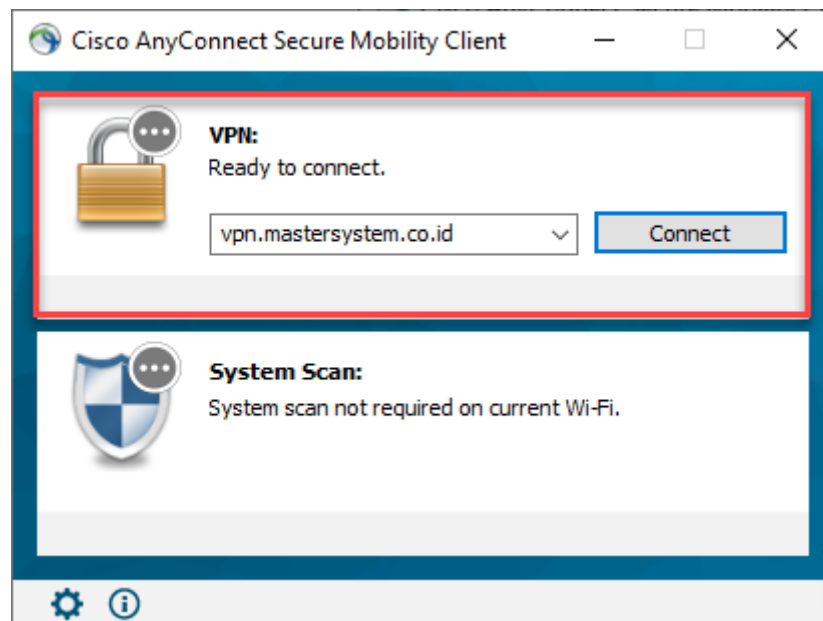 Cisco AnyConnect Secure Mobility Client
VPN:
Ready to connect.
vpn.mastersystem.co.id
Connect
System Scan:
System scan not required on current Wi-Fi.